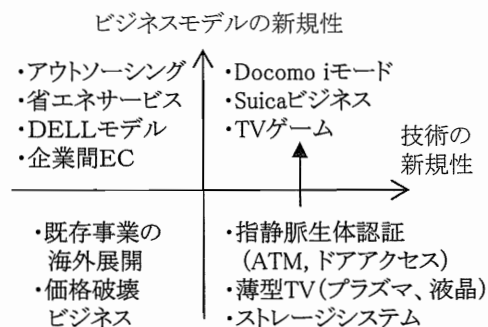 ビジネスモデルの新規性
・アウトソーシング
・省エネサービス
・DELLモデル
・企業間EC
・Docomo iモード
・Suicaビジネス
・TVゲーム
技術の
新規性
・既存事業の
海外展開
・価格破壊
ビジネス
・指静脈生体認証
(ATM, ドアアクセス)
・薄型TV(プラズマ、液晶)
・ストレージシステム